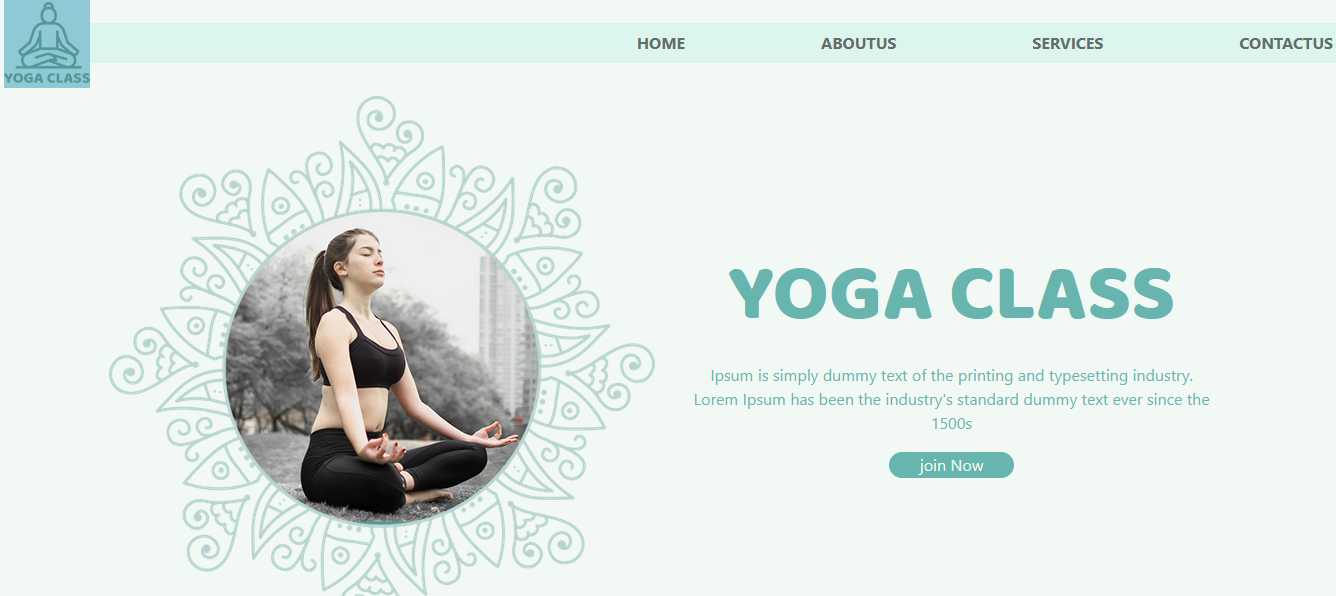 YOGA CLASS
HOME ABOUTUS SERVICES CONTACTUS
YOGA CLASS
Ipsum is simply dummy text of the printing and typesetting industry.
Lorem Ipsum has been the industry's standard dummy text ever since the
1500s
join Now